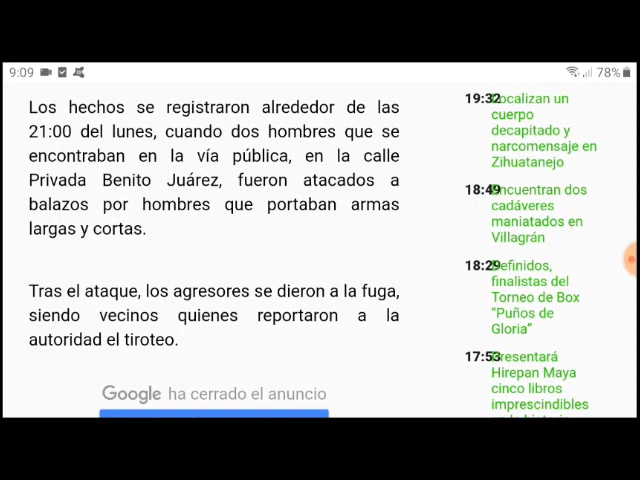 9:09
78%
Los hechos se registraron alrededor de las
21:00 del lunes, cuando dos hombres que se
encontraban en la vía pública, en la calle
Privada Benito Juárez, fueron atacados a
balazos por hombres que portaban armas
largas y cortas.
Tras el ataque, los agresores se dieron a la fuga,
siendo vecinos quienes reportaron a la
autoridad el tiroteo.
Google ha cerrado el anuncio
19:32 Localizan un
cuerpo
decapitado y
narcomensaje en
Zihuatanejo
18:49 Encuentran dos
cadáveres
maniatados en
Villagrán
18:29 Definidos,
finalistas del
Torneo de Box
“Puños de
Gloria”
17:53 Presentará
Hirepan Maya
cinco libros
imprescindibles